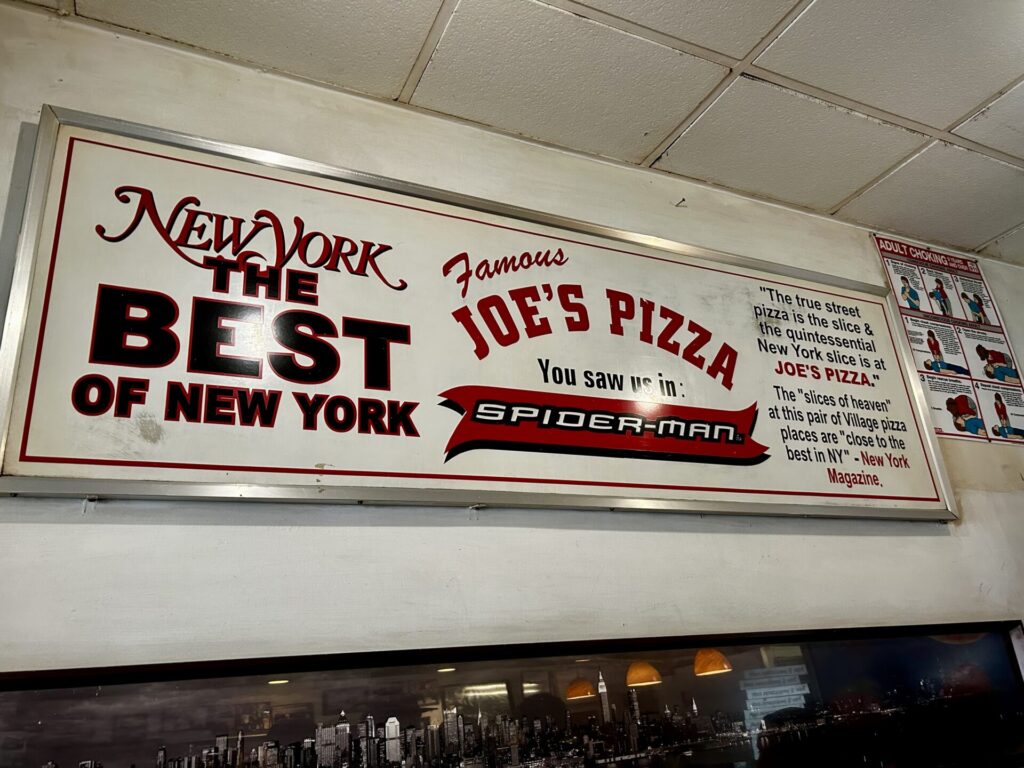 NEW YORK
THE
BEST
OF NEW YORK
Famous
JOE'S PIZZA
You saw us in:
SPIDER-MAN
"The true street
pizza is the slice &
the quintessential
New York slice is at
JOE'S PIZZA."
The "slices of heaven"
at this pair of Village pizza
places are "close to the
best in NY" - New York
Magazine.
ADULT CHOKING